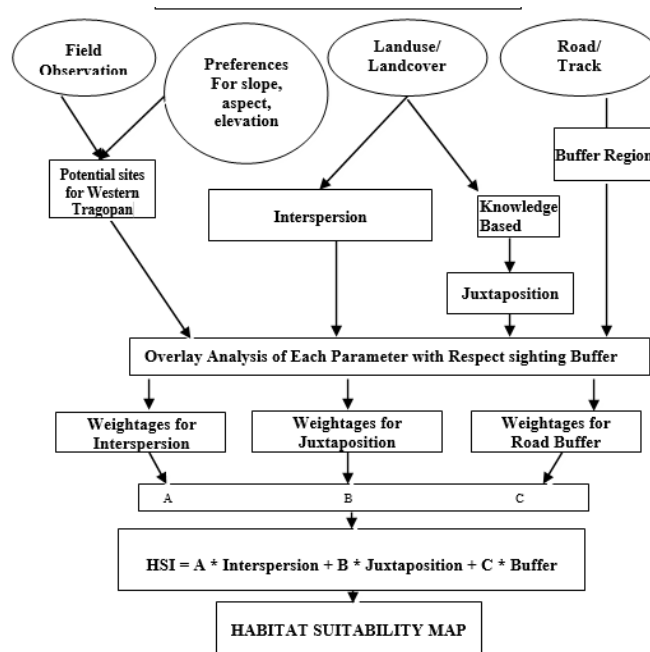 Field
Observation
Preferences
For slope,
aspect,
elevation
Landuse/
Landcover
Road/
Track
Buffer Region
Potential sites
for Western
Tragopan
Interspersion
Knowledge
Based
Juxtaposition
Overlay Analysis of Each Parameter with Respect sighting Buffer
Weightages for
Interspersion
Weightages for
Juxtaposition
Weightages for
Road Buffer
A B C
HSI = A * Interspersion + B * Juxtaposition + C * Buffer
HABITAT SUITABILITY MAP